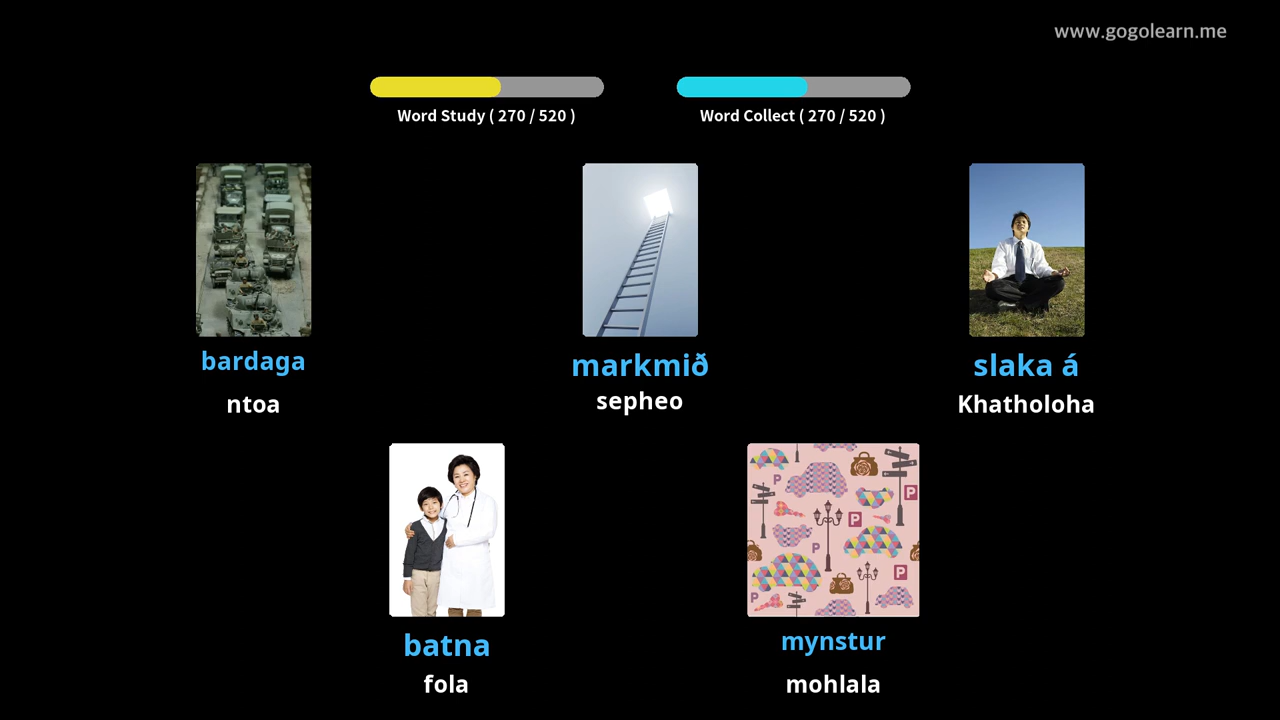 www.gogolearn.me
Word Study ( 270 / 520 )
Word Collect ( 270 / 520 )
bardaga
markmið
slaka á
ntoa
sepheo
Khatholoha
P
P
P
P
P
P
batna
mynstur
fola
mohlala